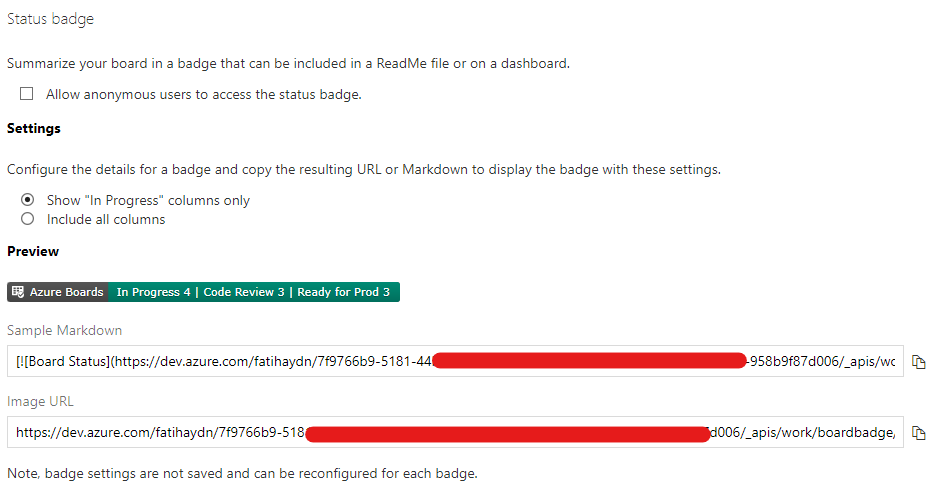 Status badge
Summarize your board in a badge that can be included in a ReadMe file or on a dashboard.
Allow anonymous users to access the status badge.
Settings
Configure the details for a badge and copy the resulting URL or Markdown to display the badge with these settings.
Show "In Progress" columns only
Include all columns
Preview
Azure Boards In Progress 4 | Code Review 3 | Ready for Prod 3
Sample Markdown
[![Board Status](https://dev.azure.com/fatihaydn/7f9766b9-5181-44 -958b9f87d006/_apis/wo
Image URL
https://dev.azure.com/fatihaydn/7f9766b9-518 d006/_apis/work/boardbadge/
Note, badge settings are not saved and can be reconfigured for each badge.